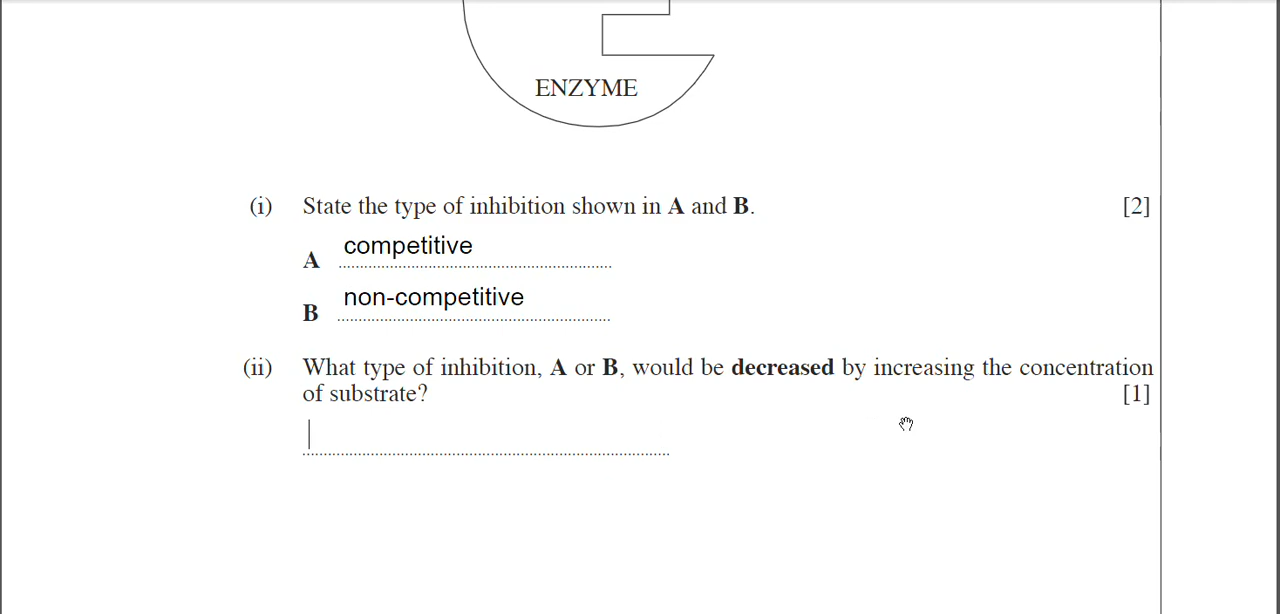 ENZYME
(i) State the type of inhibition shown in A and B. [2]
competitive
A
non-competitive
B
(ii) What type of inhibition, A or B, would be decreased by increasing the concentration
of substrate? [1]